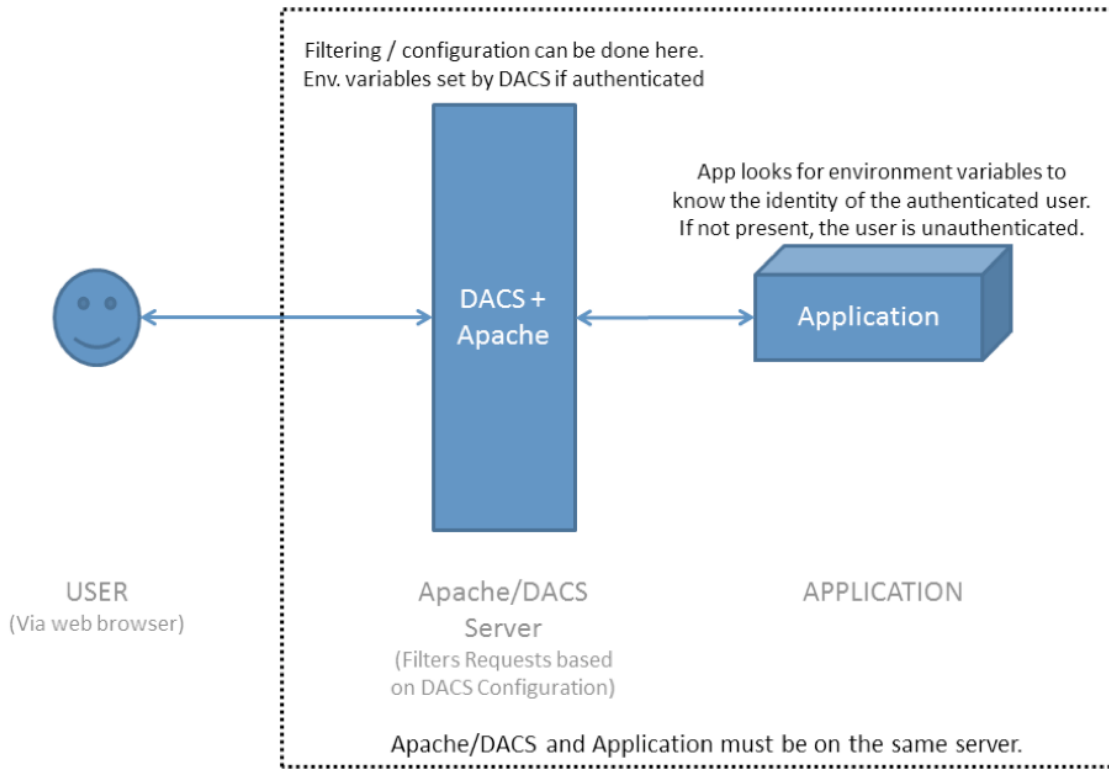 Filtering / configuration can be done here.
Env. variables set by DACS if authenticated
App looks for environment variables to
know the identity of the authenticated user.
If not present, the user is unauthenticated.
DACS +
Apache
Application
USER
(Via web browser)
Apache/DACS
Server
(Filters Requests based
on DACS Configuration)
APPLICATION
Apache/DACS and Application must be on the same server.